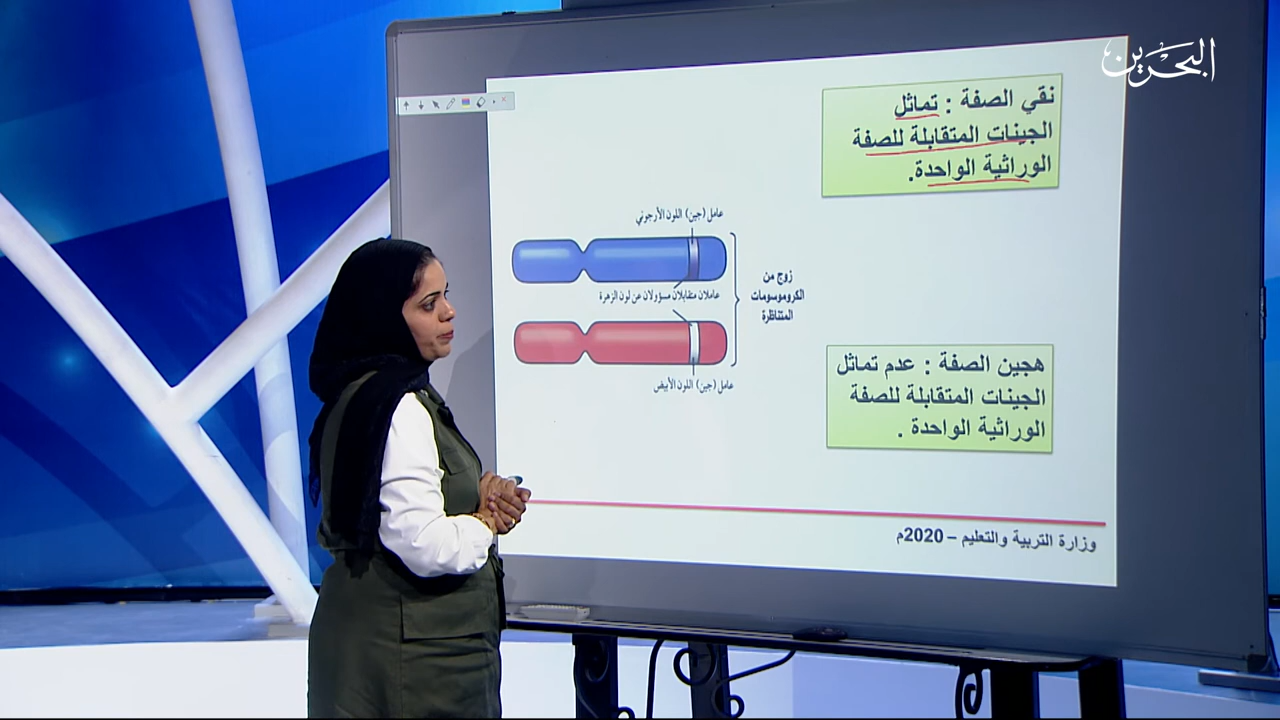 البحرين
نقي الصفة : تماثل
الجينات المتقابلة للصفة
الوراثية الواحدة.
عامل (جين) اللون الأرجوني
زوج من
الكروموسومات
المتناظرة
عاملان متقابلان مسؤولان عن لون الزهرة
عامل (جين) اللون الأبيض
هجين الصفة : عدم تماثل
الجينات المتقابلة للصفة
الوراثية الواحدة .
وزارة التربية والتعليم – 2020م